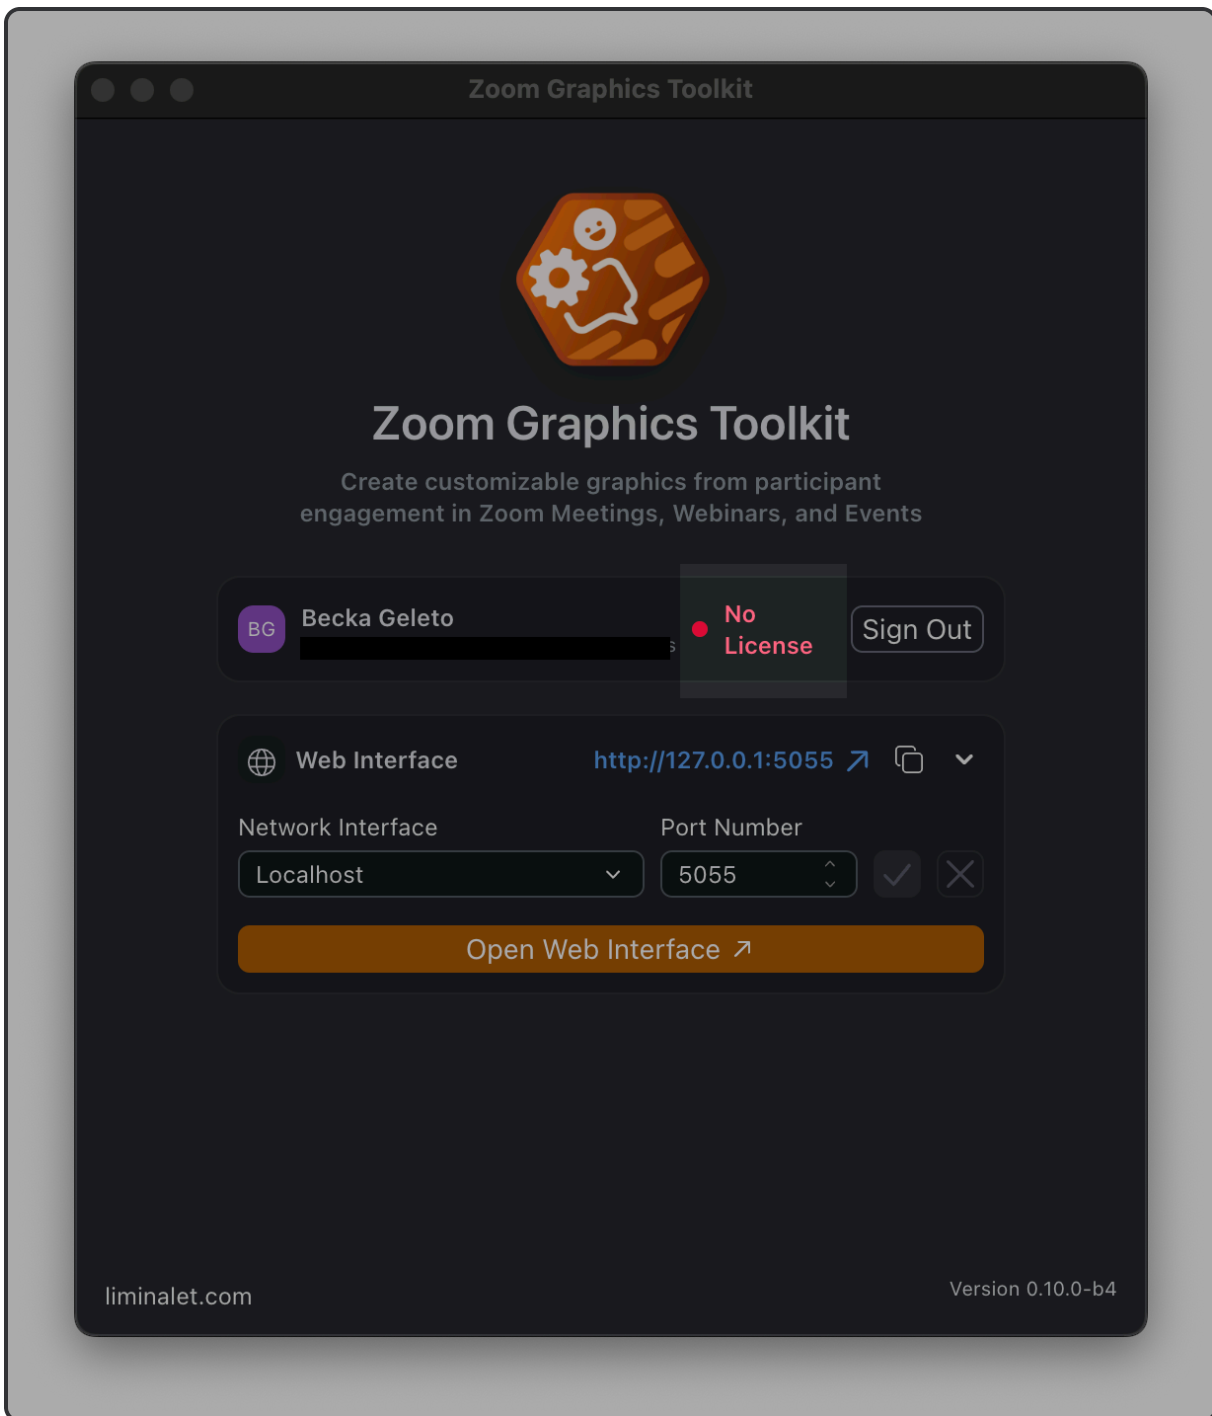 Zoom Graphics Toolkit
Zoom Graphics Toolkit
Create customizable graphics from participant
engagement in Zoom Meetings, Webinars, and Events
BG
Becka Geleto
s
No
License
Sign Out
Web Interface
http://127.0.0.1:5055
Network Interface
Port Number
Localhost
5055
Open Web Interface
liminalet.com
Version 0.10.0-b4